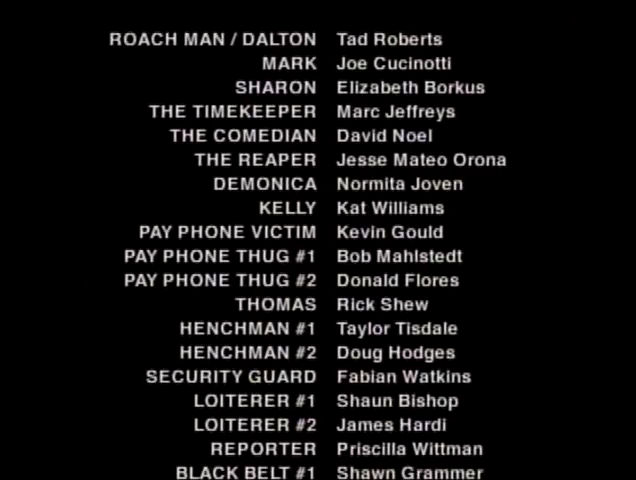 ROACH MAN / DALTON Tad Roberts
MARK Joe Cucinotti
SHARON Elizabeth Borkus
THE TIMEKEEPER Marc Jeffreys
THE COMEDIAN David Noel
THE REAPER Jesse Mateo Orona
DEMONICA Normita Joven
KELLY Kat Williams
PAY PHONE VICTIM Kevin Gould
PAY PHONE THUG #1 Bob Mahlstedt
PAY PHONE THUG #2 Donald Flores
THOMAS Rick Shew
HENCHMAN #1 Taylor Tisdale
HENCHMAN #2 Doug Hodges
SECURITY GUARD Fabian Watkins
LOITERER #1 Shaun Bishop
LOITERER #2 James Hardi
REPORTER Priscilla Wittman
BLACK BELT #1 Shawn Grammer